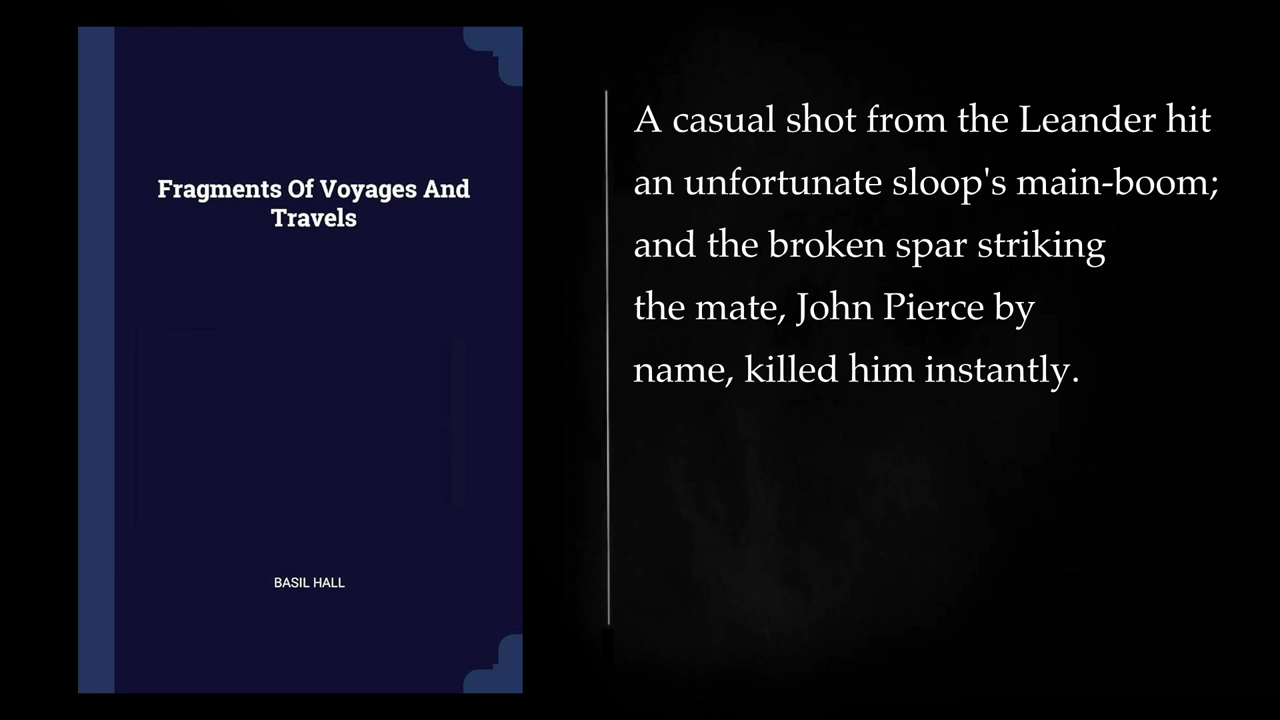 Fragments Of Voyages And
Travels
BASIL HALL
A casual shot from the Leander hit
an unfortunate sloop's main-boom;
and the broken spar striking
the mate, John Pierce by
name, killed him instantly.